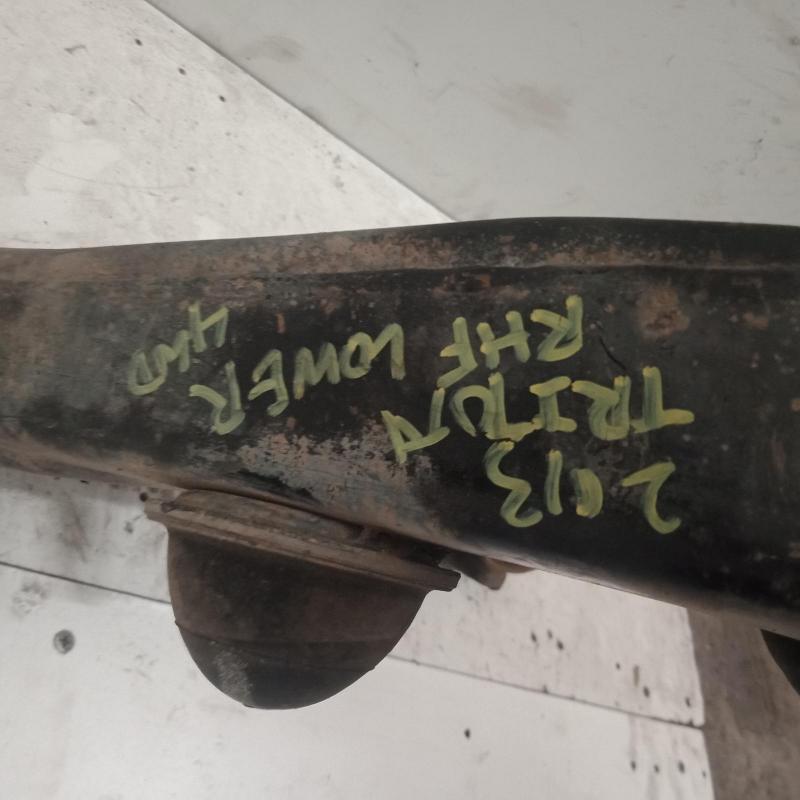 2013
TRITON
RHF LOWER
4WD